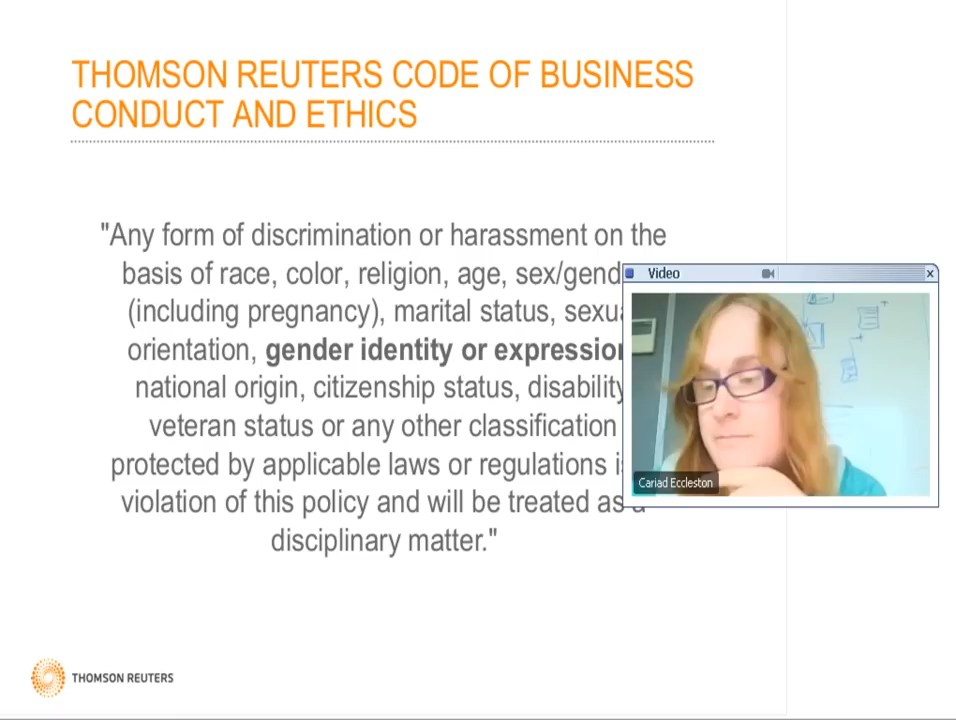 THOMSON REUTERS CODE OF BUSINESS
CONDUCT AND ETHICS
"Any form of discrimination or harassment on the
basis of race, color, religion, age, sex/gend
(including pregnancy), marital status, sexua
orientation, gender identity or expression
national origin, citizenship status, disability
veteran status or any other classification
protected by applicable laws or regulations is
violation of this policy and will be treated as a
disciplinary matter."
Video
Cariad Eccleston
THOMSON REUTERS